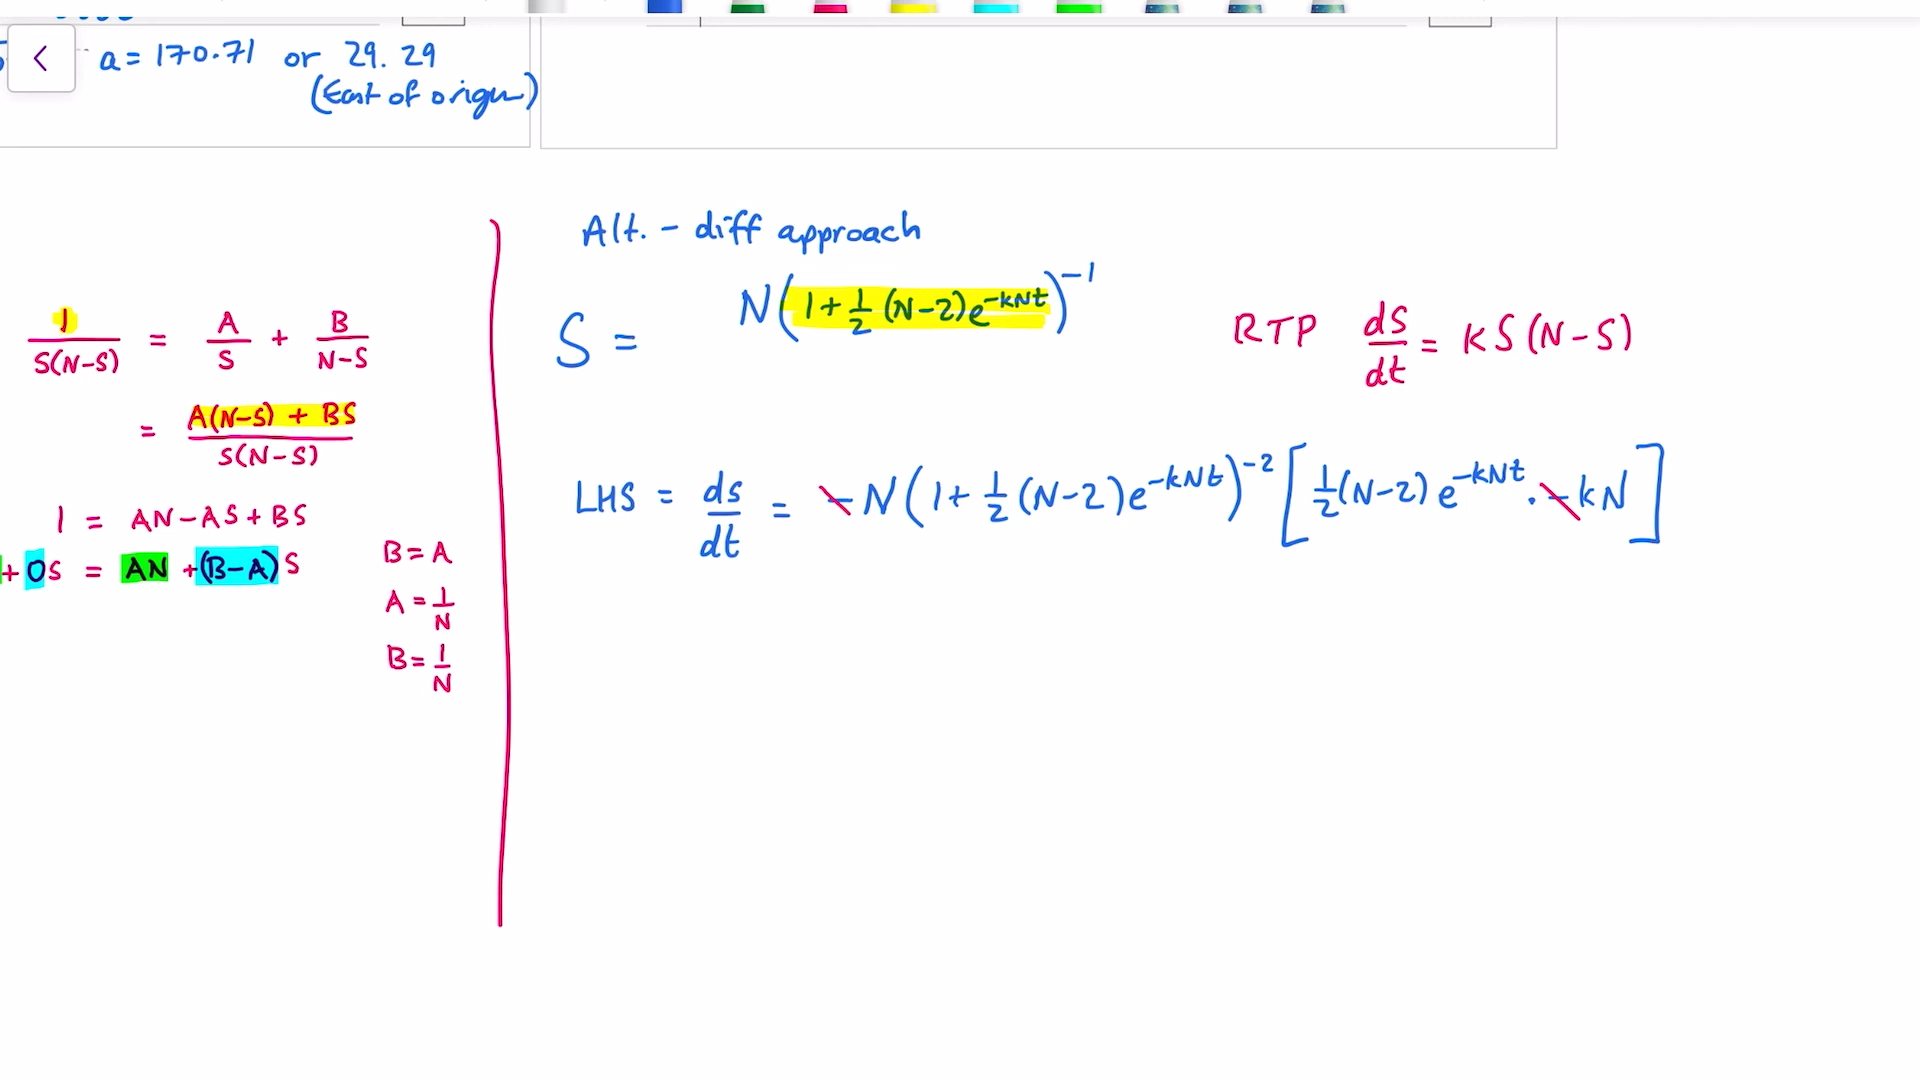 a = 170.71 or 29.29
(East of origin)
1/S(N-S) = A/S + B/N-S
= A(N-S) + BS / S(N-S)
1 = AN - AS + BS
+ 0S = AN + (B-A)S
B = A
A = 1/N
B = 1/N
Alt. - diff approach
S = N(1 + 1/2 (N-2)e^-kNt)^-1
RTP dS/dt = kS(N-S)
LHS = ds/dt = -N(1 + 1/2 (N-2)e^-kNt)^-2 [1/2(N-2)e^-kNt . -kN]